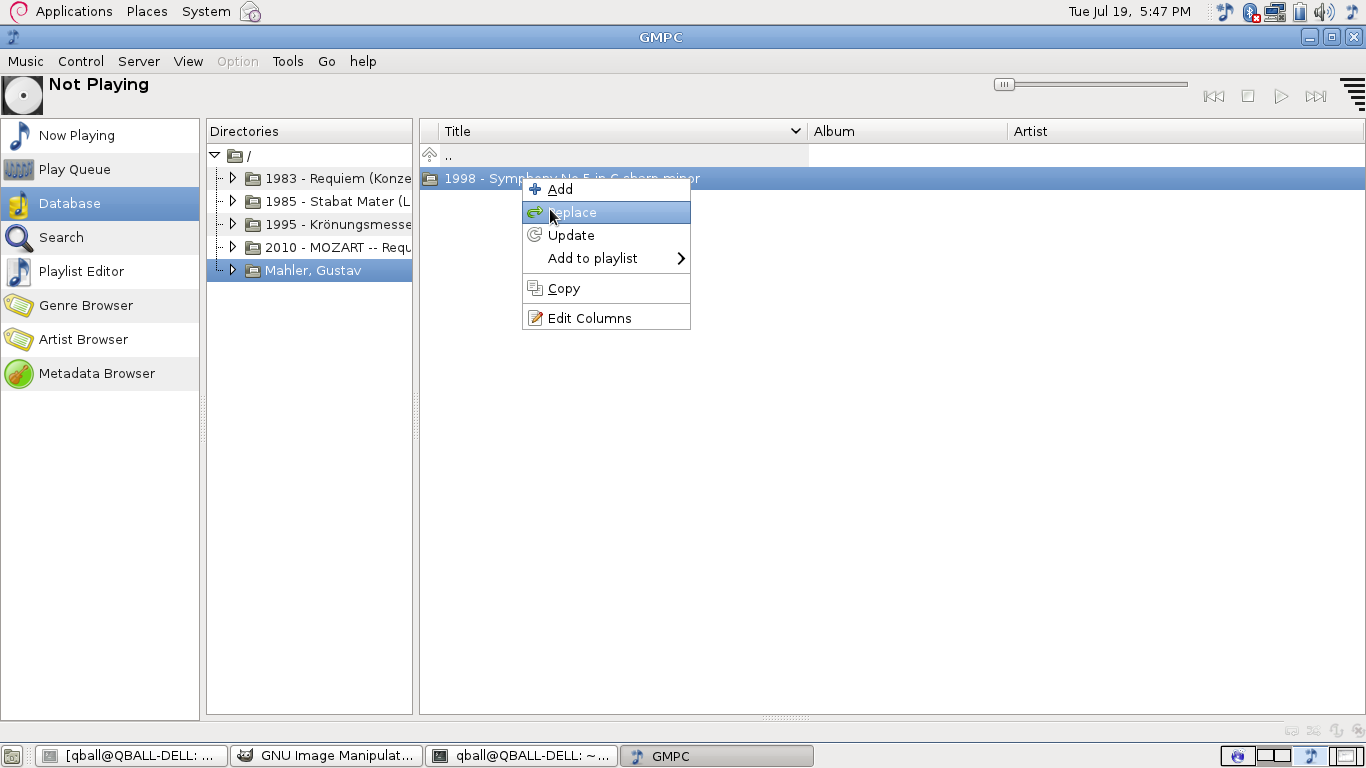 Applications Places System Tue Jul 19, 5:47 PM
GMPC
Music Control Server View Option Tools Go help
Not Playing
Now Playing
Play Queue
Database
Search
Playlist Editor
Genre Browser
Artist Browser
Metadata Browser
Directories
/
1983 - Requiem (Konze
1985 - Stabat Mater (L
1995 - Krönungsmesse
2010 - MOZART -- Requ
Mahler, Gustav
Title Album Artist
..
1998 - Symphony No.5 in C sharp minor
Add
Replace
Update
Add to playlist
Copy
Edit Columns
[qball@QBALL-DELL: ... GNU Image Manipulat... qball@QBALL-DELL: ~... GMPC